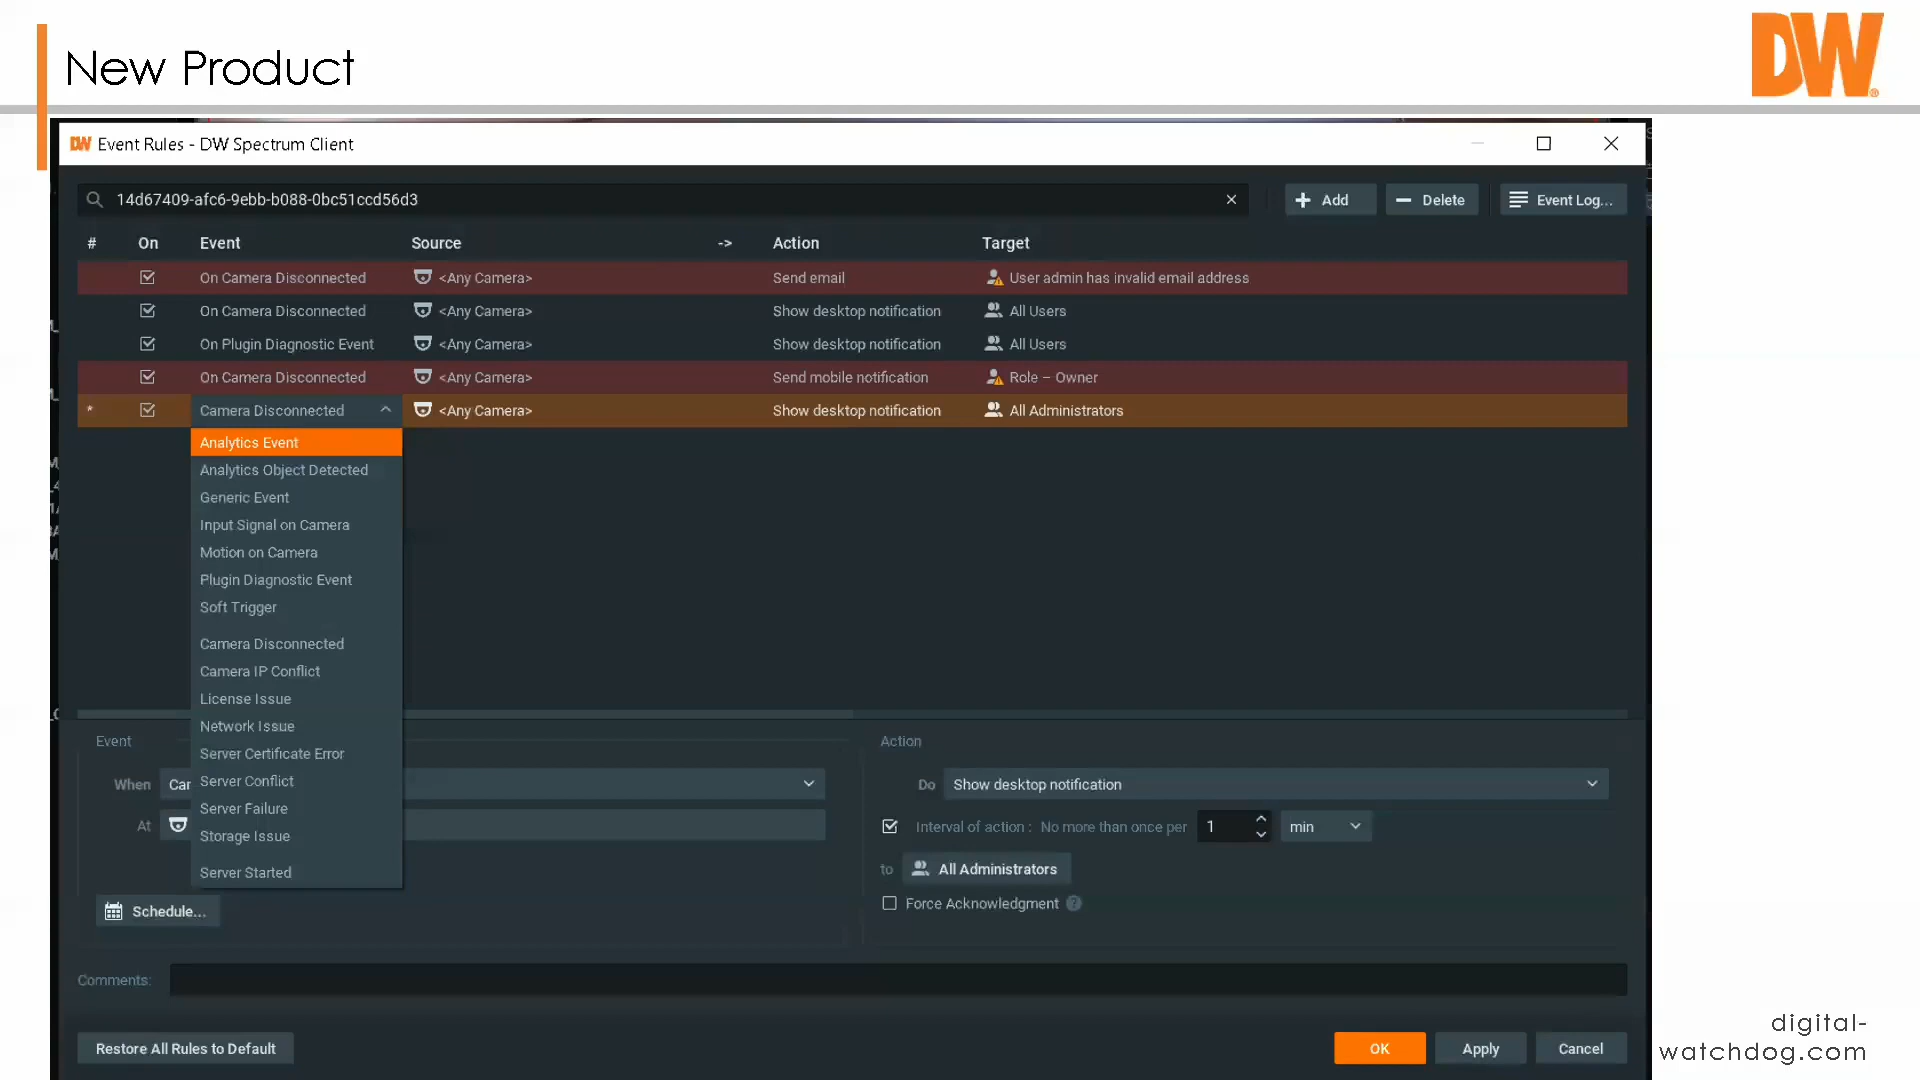 New Product
DW
DW Event Rules - DW Spectrum Client
14d67409-afc6-9ebb-b088-0bc51ccd56d3
Add
Delete
Event Log...
# On Event Source -> Action Target
On Camera Disconnected <Any Camera> Send email User admin has invalid email address
On Camera Disconnected <Any Camera> Show desktop notification All Users
On Plugin Diagnostic Event <Any Camera> Show desktop notification All Users
On Camera Disconnected <Any Camera> Send mobile notification Role – Owner
* Camera Disconnected <Any Camera> Show desktop notification All Administrators
Analytics Event
Analytics Object Detected
Generic Event
Input Signal on Camera
Motion on Camera
Plugin Diagnostic Event
Soft Trigger
Camera Disconnected
Camera IP Conflict
License Issue
Network Issue
Server Certificate Error
Server Conflict
Server Failure
Storage Issue
Server Started
Event
When Car
At
Schedule...
Action
Do Show desktop notification
Interval of action : No more than once per 1 min
to All Administrators
Force Acknowledgment ?
Comments:
Restore All Rules to Default
OK
Apply
Cancel
digital-
watchdog.com